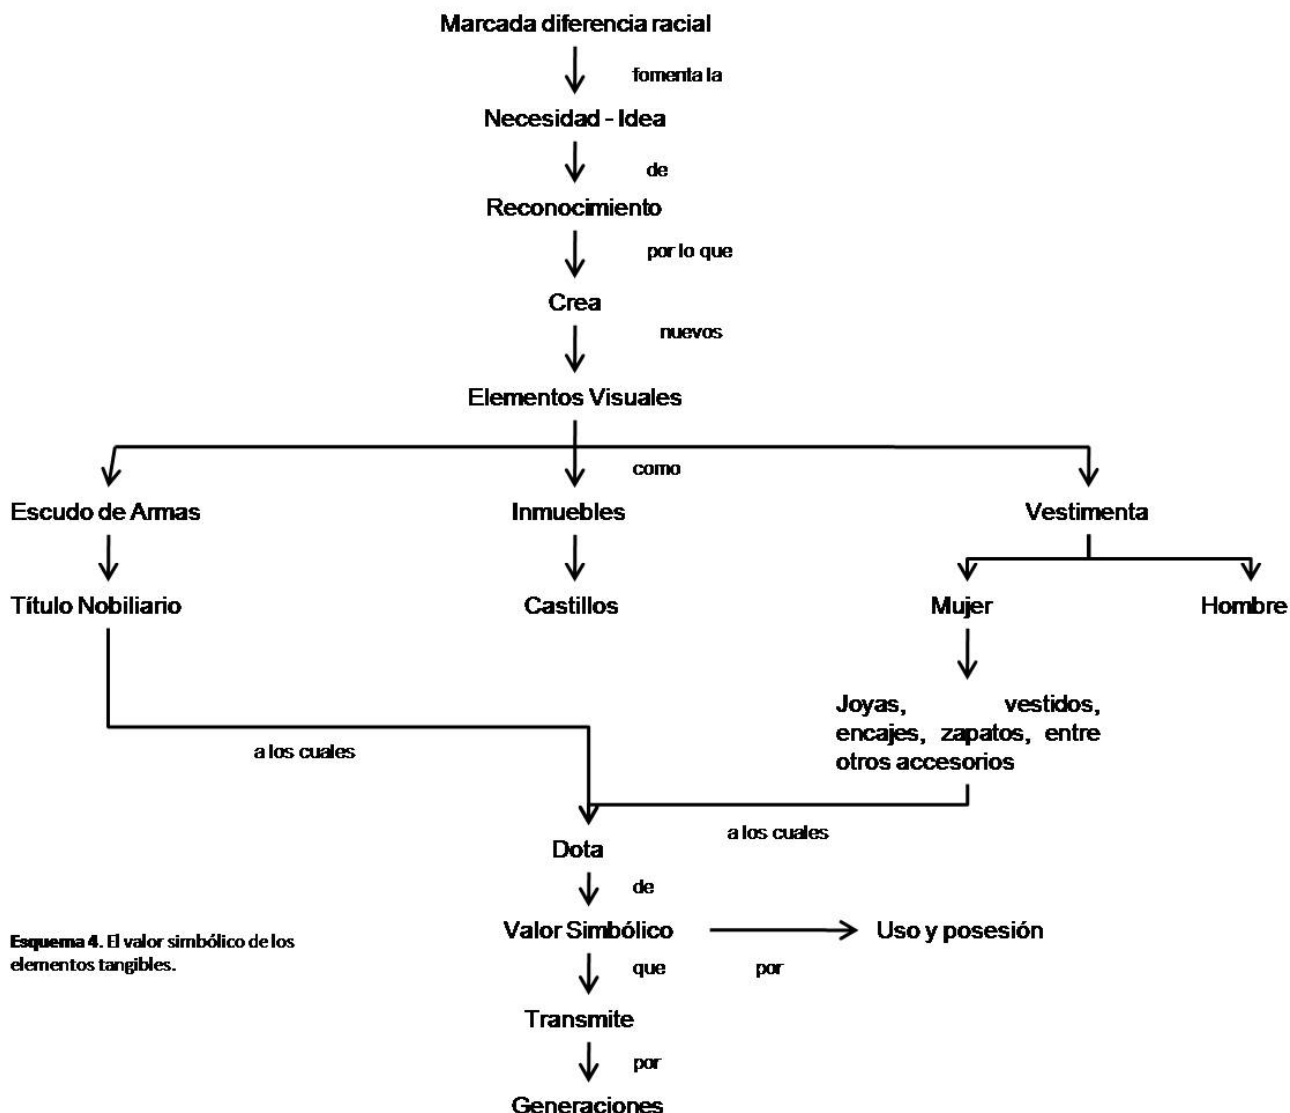 Marcada diferencia racial
fomenta la
Necesidad - Idea
de
Reconocimiento
por lo que
Crea
nuevos
Elementos Visuales
como
Escudo de Armas
Inmuebles
Vestimenta
Título Nobiliario
Castillos
Mujer
Hombre
Joyas, vestidos,
encajes, zapatos, entre
otros accesorios
a los cuales
a los cuales
Dota
de
Valor Simbólico
Uso y posesión
Esquema 4. El valor simbólico de los
elementos tangibles.
que
por
Transmite
por
Generaciones